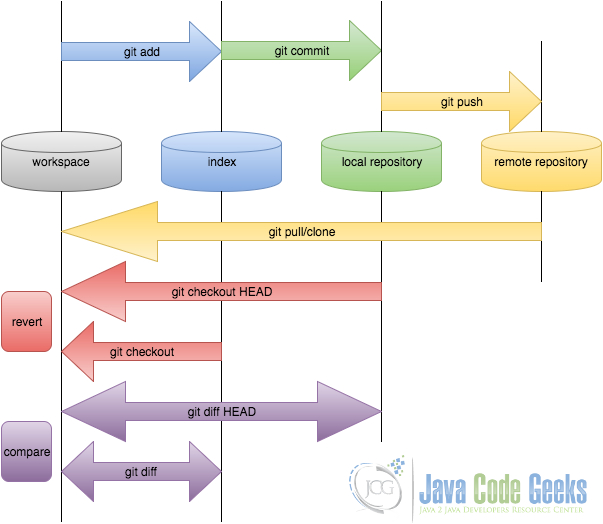 git add
git commit
git push
workspace
index
local repository
remote repository
git pull/clone
git checkout HEAD
revert
git checkout
git diff HEAD
compare
git diff
JCG
Java Code Geeks
JAVA 2 JAVA DEVELOPERS RESOURCE CENTER